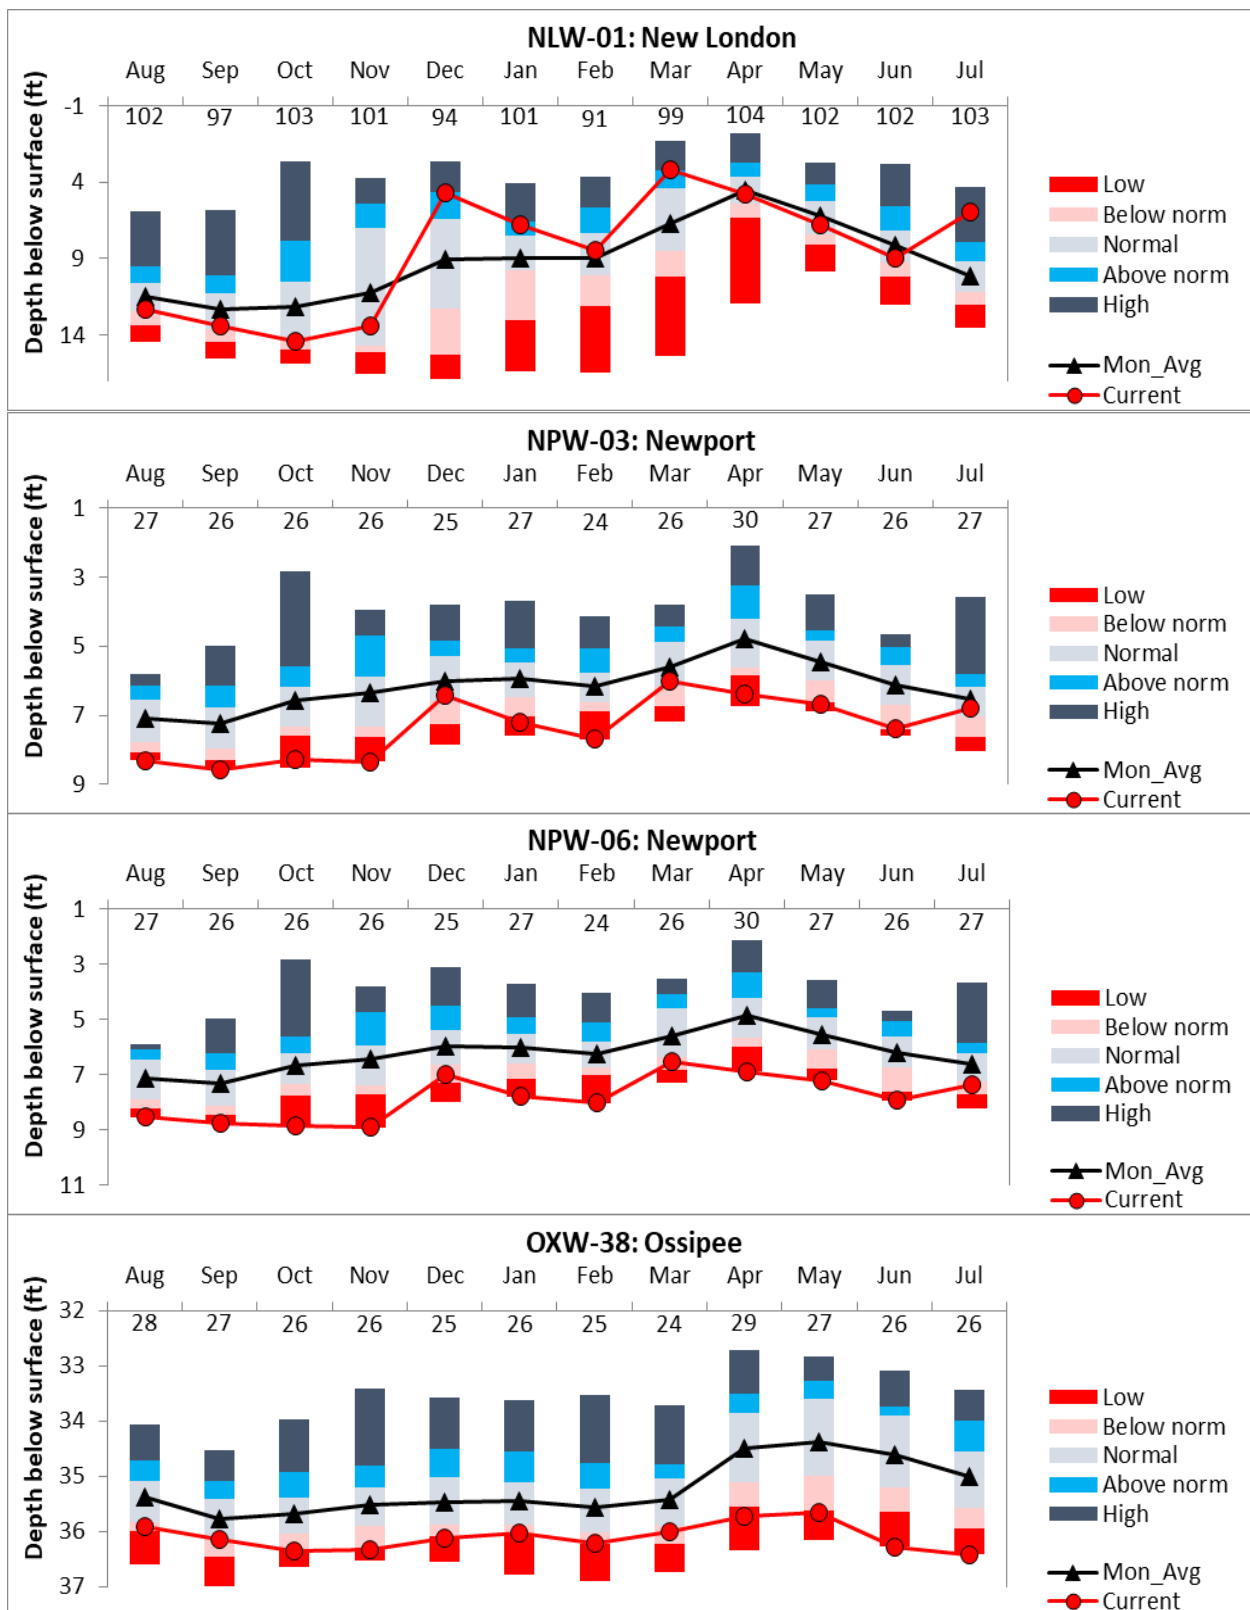 NLW-01: New London
Aug Sep Oct Nov Dec Jan Feb Mar Apr May Jun Jul
-1
102 97 103 101 94 101 91 99 104 102 102 103
4
9
14
Depth below surface (ft)
Low
Below norm
Normal
Above norm
High
Mon_Avg
Current
NPW-03: Newport
Aug Sep Oct Nov Dec Jan Feb Mar Apr May Jun Jul
1
27 26 26 26 25 27 24 26 30 27 26 27
3
5
7
9
Depth below surface (ft)
Low
Below norm
Normal
Above norm
High
Mon_Avg
Current
NPW-06: Newport
Aug Sep Oct Nov Dec Jan Feb Mar Apr May Jun Jul
1
27 26 26 26 25 27 24 26 30 27 26 27
3
5
7
9
11
Depth below surface (ft)
Low
Below norm
Normal
Above norm
High
Mon_Avg
Current
OXW-38: Ossipee
Aug Sep Oct Nov Dec Jan Feb Mar Apr May Jun Jul
32
28 27 26 26 25 26 25 24 29 27 26 26
33
34
35
36
37
Depth below surface (ft)
Low
Below norm
Normal
Above norm
High
Mon_Avg
Current